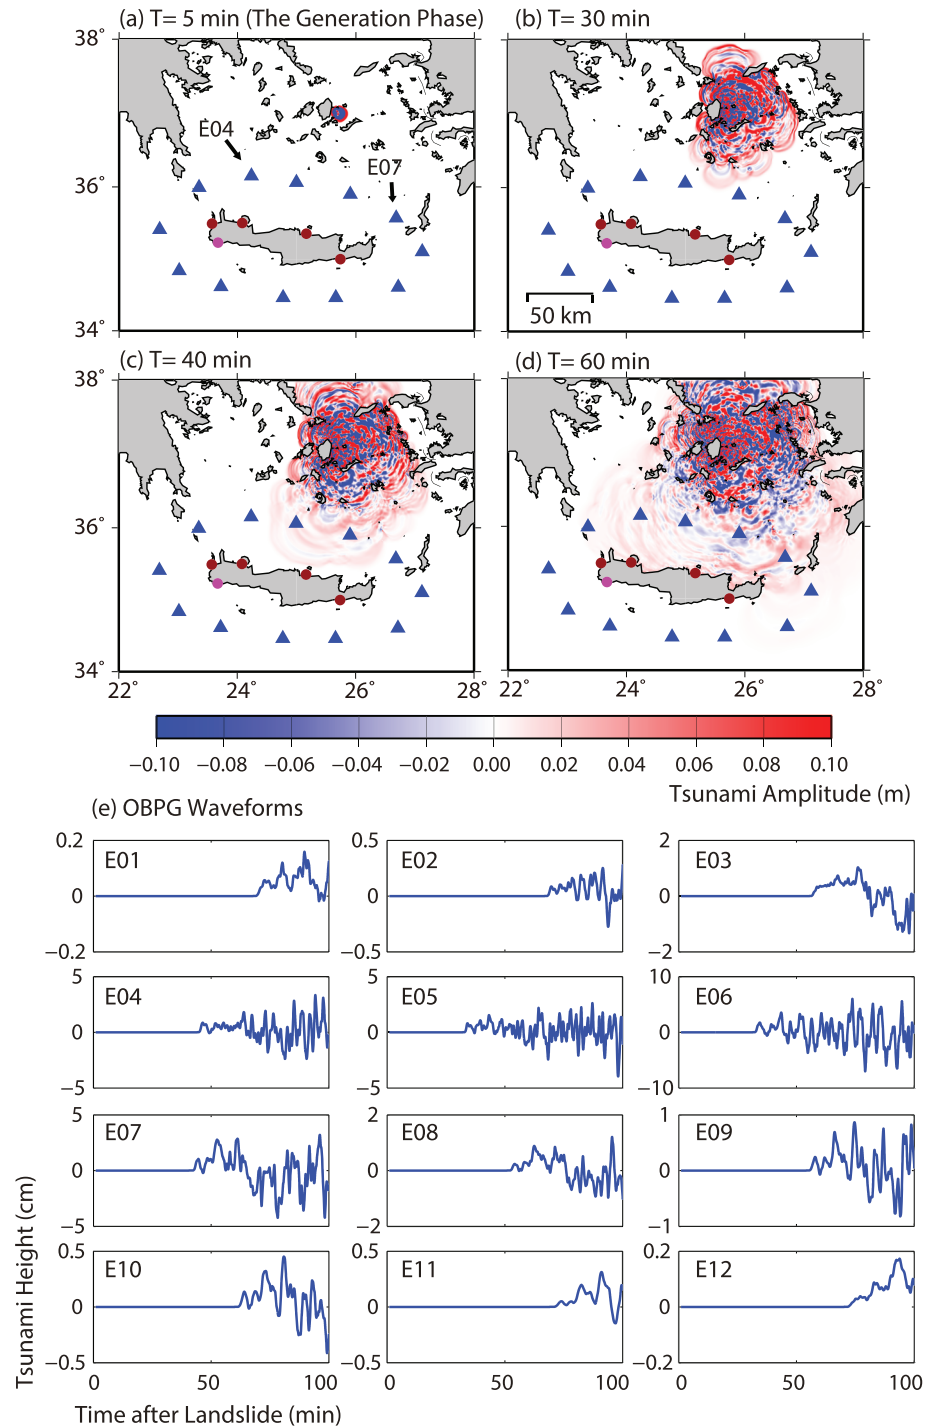 (a) T= 5 min (The Generation Phase)
(b) T= 30 min
38˚
E04
E07
36˚
50 km
34˚
(c) T= 40 min
(d) T= 60 min
38˚
36˚
34˚
22˚ 24˚ 26˚ 28˚ 22˚ 24˚ 26˚ 28˚
−0.10 −0.08 −0.06 −0.04 −0.02 0.00 0.02 0.04 0.06 0.08 0.10
Tsunami Amplitude (m)
(e) OBPG Waveforms
0.2 0.5 2
E01 E02 E03
0 0 0
−0.2 −0.5 −2
5 5 10
E04 E05 E06
0 0 0
−5 −5 −10
5 2 1
E07 E08 E09
0 0 0
−5 −2 −1
0.5 0.5 0.2
E10 E11 E12
0 0 0
−0.5 −0.5 −0.2
0 50 100 0 50 100 0 50 100
Tsunami Height (cm)
Time after Landslide (min)